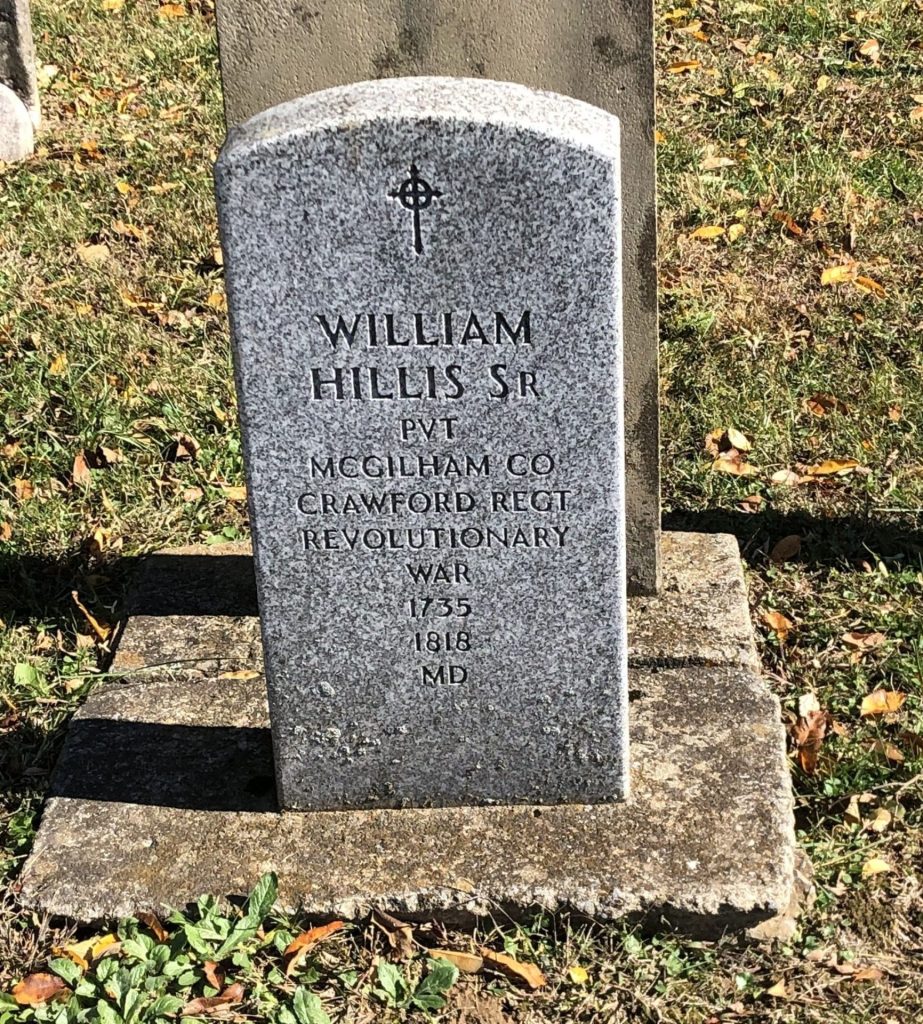 WILLIAM
HILLIS SR
PVT
MCGILHAM CO
CRAWFORD REGT
REVOLUTIONARY
WAR
1735
1818
MD